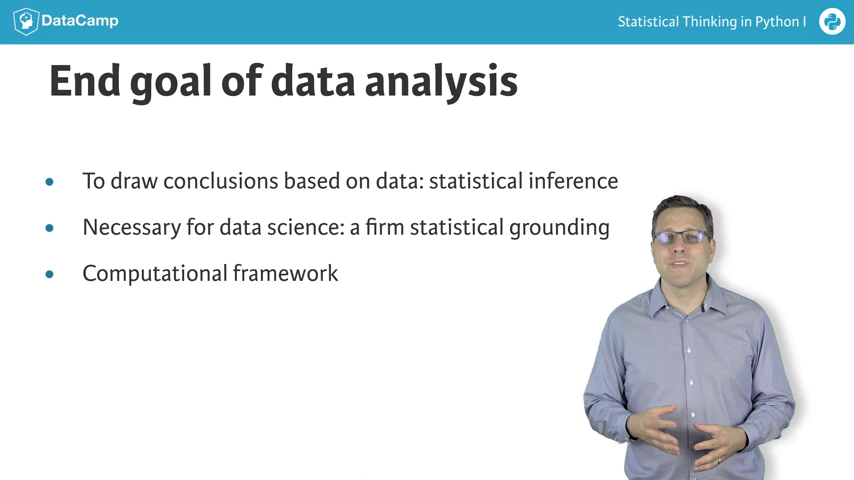 DataCamp
Statistical Thinking in Python I
End goal of data analysis
• To draw conclusions based on data: statistical inference
• Necessary for data science: a firm statistical grounding
• Computational framework